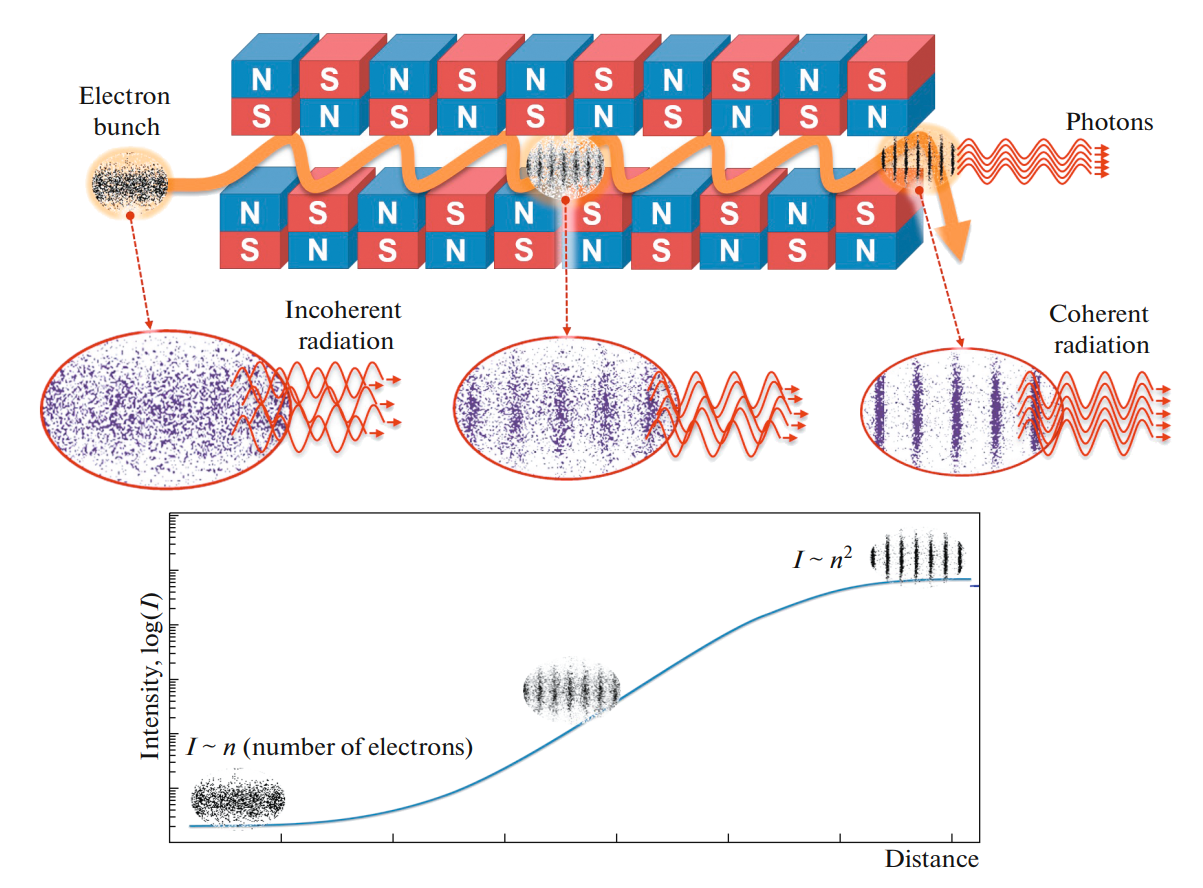 N S N S N S N S N S
S N S N S N S N S N
Electron
bunch
Photons
N S N S N S N S N S
S N S N S N S N S N
Incoherent
radiation
Coherent
radiation
Intensity, log(I)
I ~ n²
I ~ n (number of electrons)
Distance